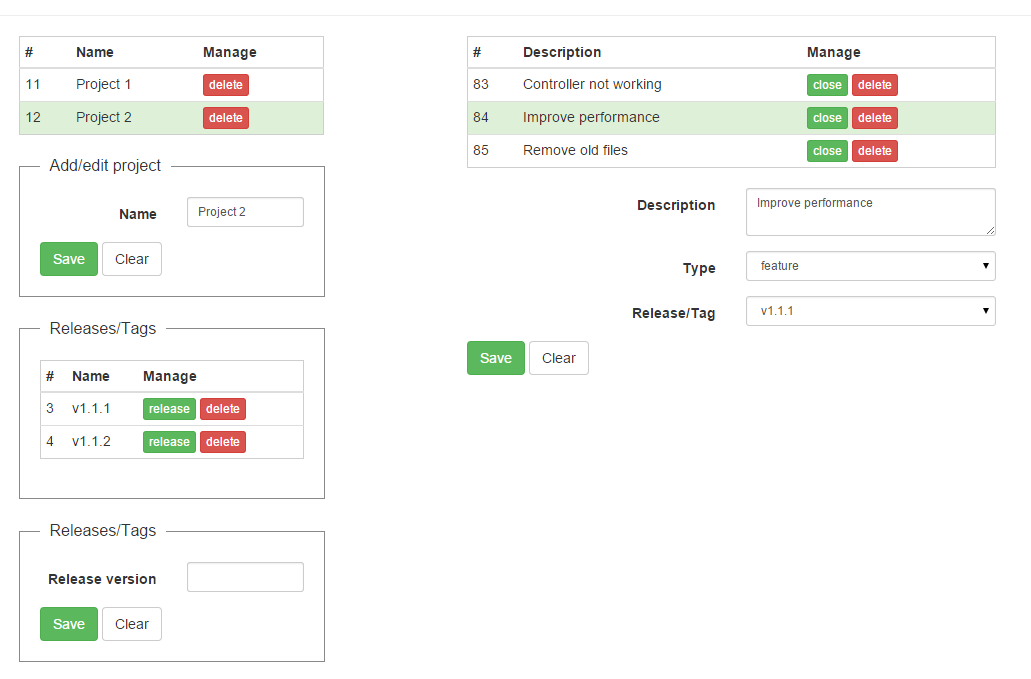 # Name Manage
11 Project 1 delete
12 Project 2 delete
Add/edit project
Name Project 2
Save Clear
Releases/Tags
# Name Manage
3 v1.1.1 release delete
4 v1.1.2 release delete
Releases/Tags
Release version
Save Clear
# Description Manage
83 Controller not working close delete
84 Improve performance close delete
85 Remove old files close delete
Description Improve performance
Type feature
Release/Tag v1.1.1
Save Clear